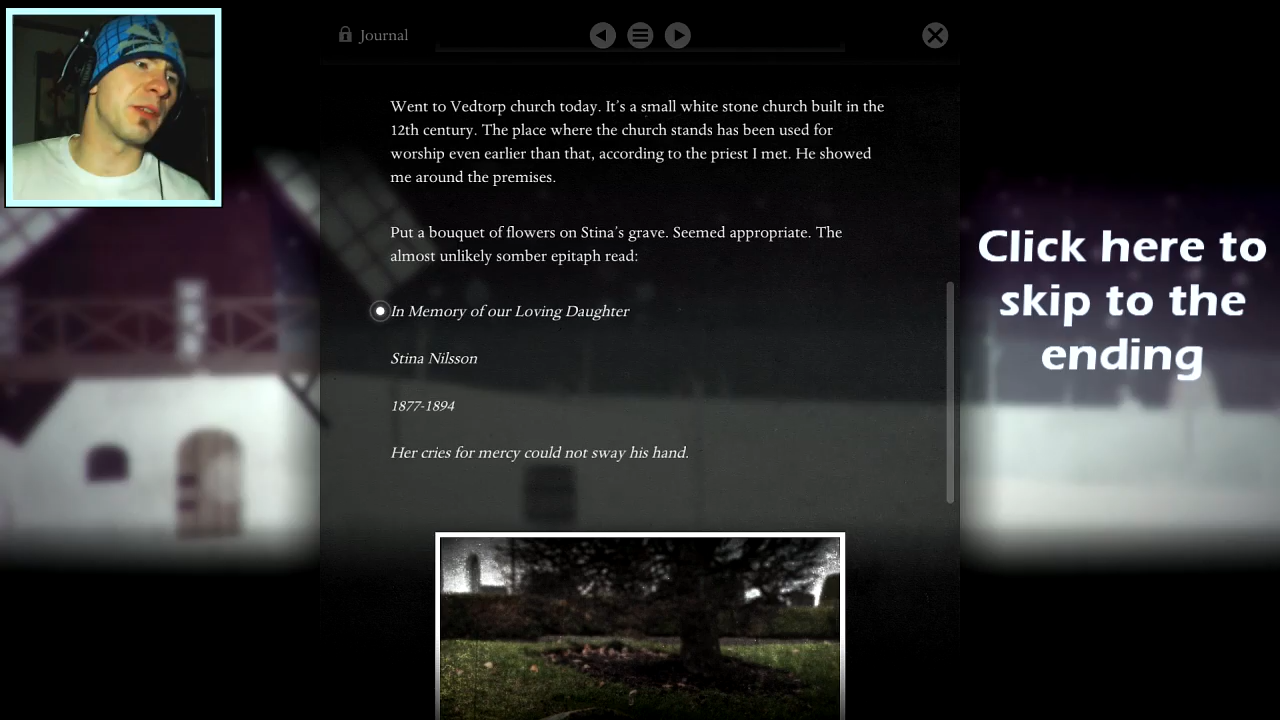 Journal
Went to Vedtorp church today. It's a small white stone church built in the
12th century. The place where the church stands has been used for
worship even earlier than that, according to the priest I met. He showed
me around the premises.
Put a bouquet of flowers on Stina's grave. Seemed appropriate. The
almost unlikely somber epitaph read:
In Memory of our Loving Daughter
Stina Nilsson
1877-1894
Her cries for mercy could not sway his hand.
Click here to
skip to the
ending